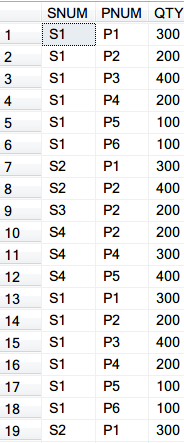 SNUM PNUM QTY
1 S1 P1 300
2 S1 P2 200
3 S1 P3 400
4 S1 P4 200
5 S1 P5 100
6 S1 P6 100
7 S2 P1 300
8 S2 P2 400
9 S3 P2 200
10 S4 P2 200
11 S4 P4 300
12 S4 P5 400
13 S1 P1 300
14 S1 P2 200
15 S1 P3 400
16 S1 P4 200
17 S1 P5 100
18 S1 P6 100
19 S2 P1 300